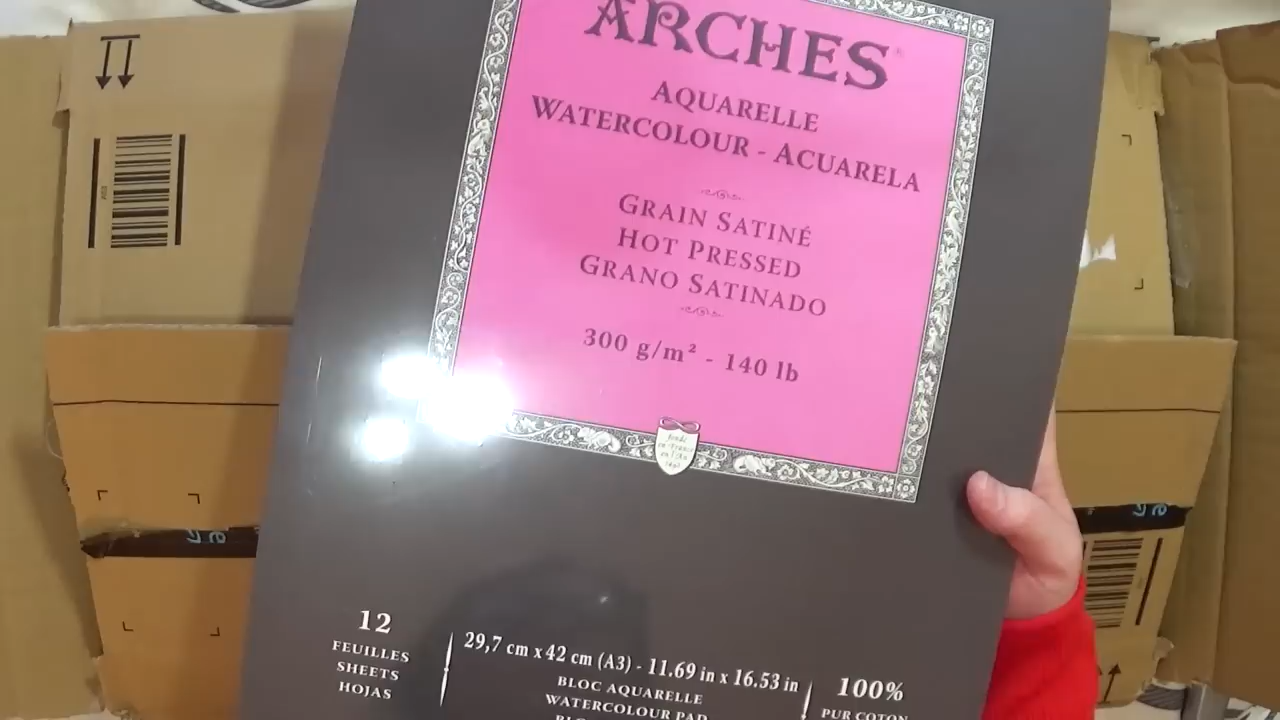 ARCHES®
AQUARELLE
WATERCOLOUR - ACUARELA
GRAIN SATINÉ
HOT PRESSED
GRANO SATINADO
300 g/m² - 140 lb
12
FEUILLES
SHEETS
HOJAS
29,7 cm x 42 cm (A3) - 11.69 in x 16.53 in
BLOC AQUARELLE
WATERCOLOUR PAD
100%
PUR COTON